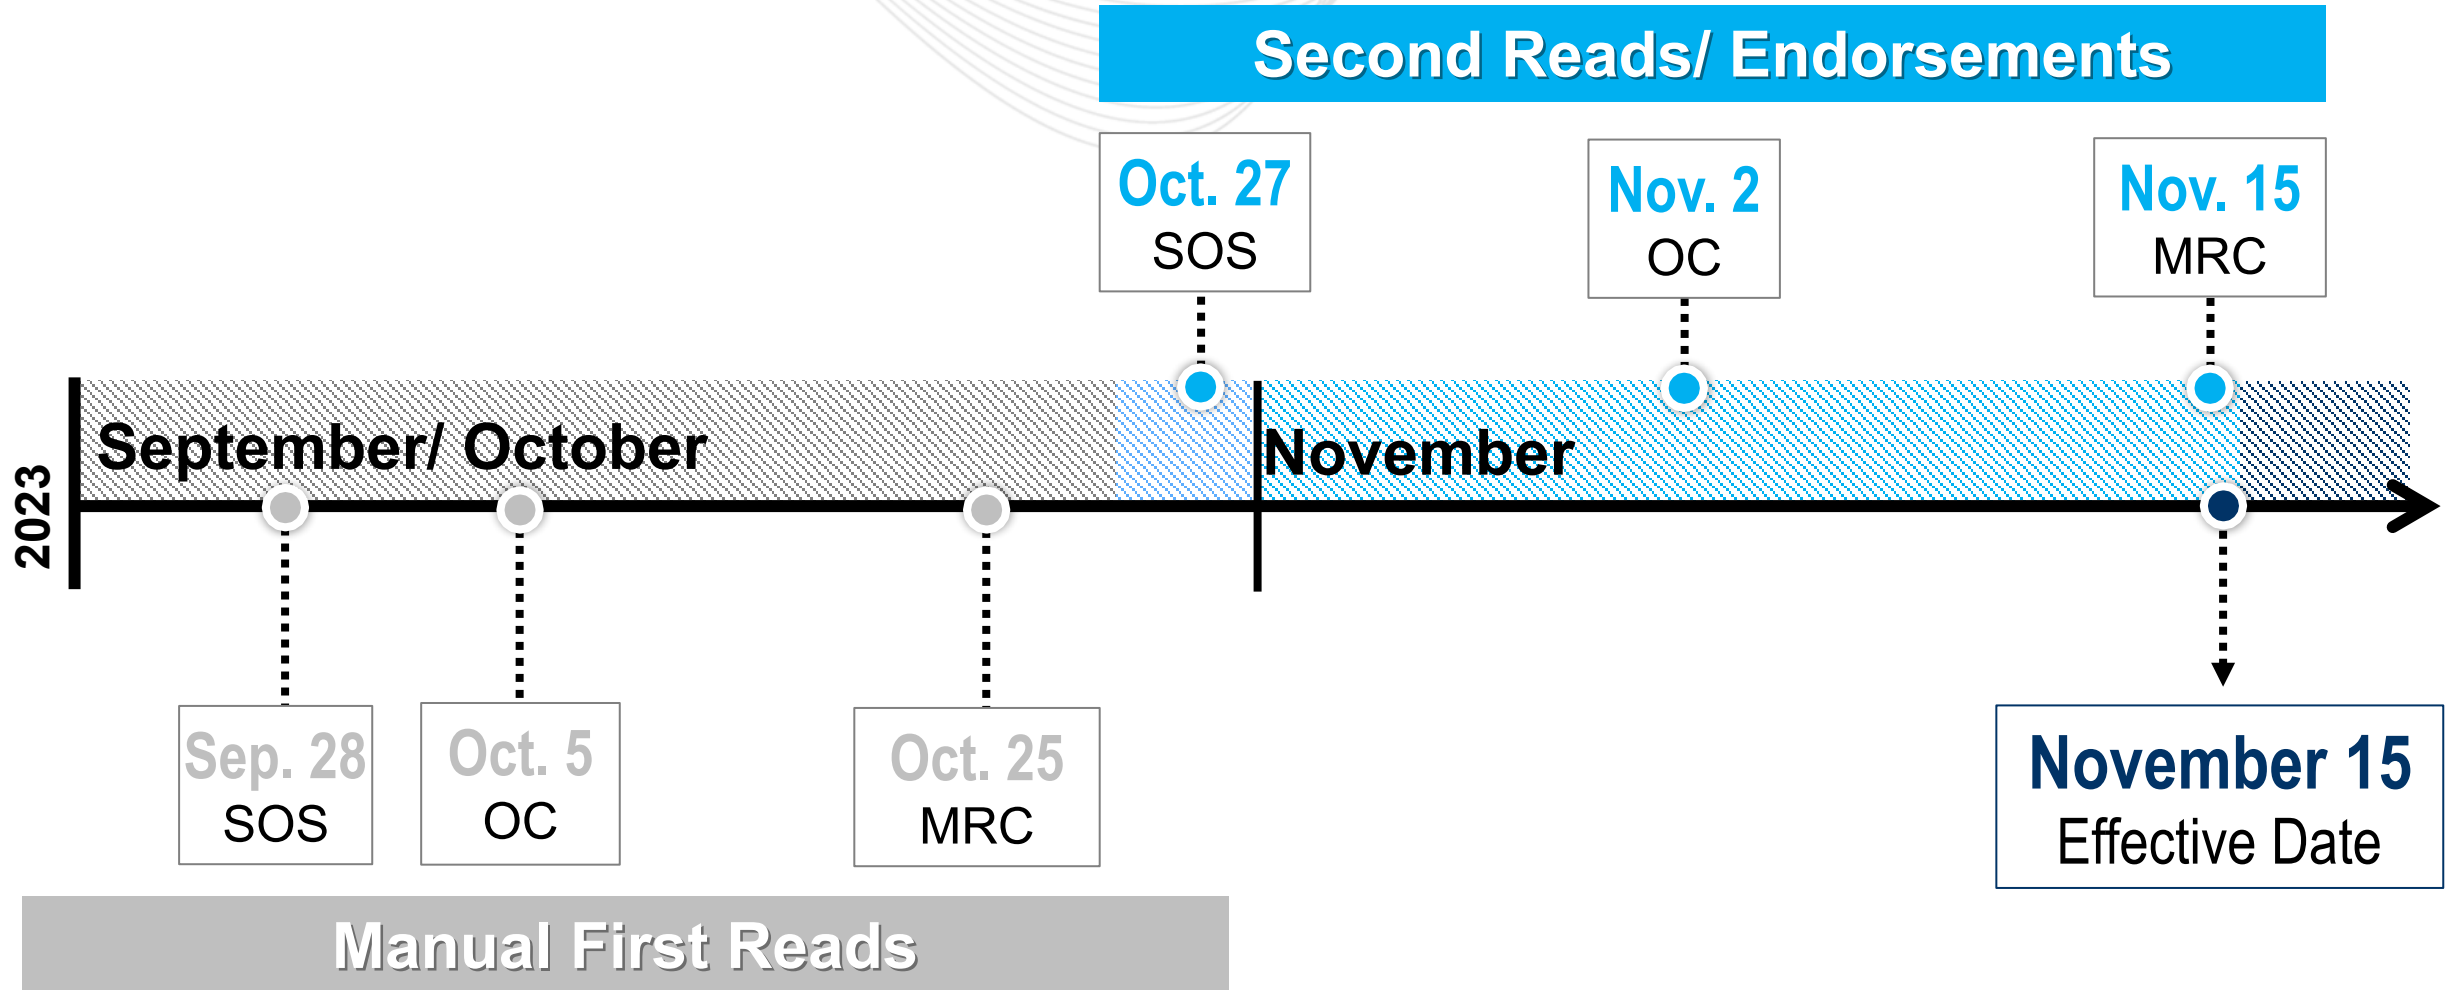 Second Reads/ Endorsements
Oct. 27
SOS
Nov. 2
OC
Nov. 15
MRC
2023
September/ October
November
Sep. 28
SOS
Oct. 5
OC
Oct. 25
MRC
November 15
Effective Date
Manual First Reads